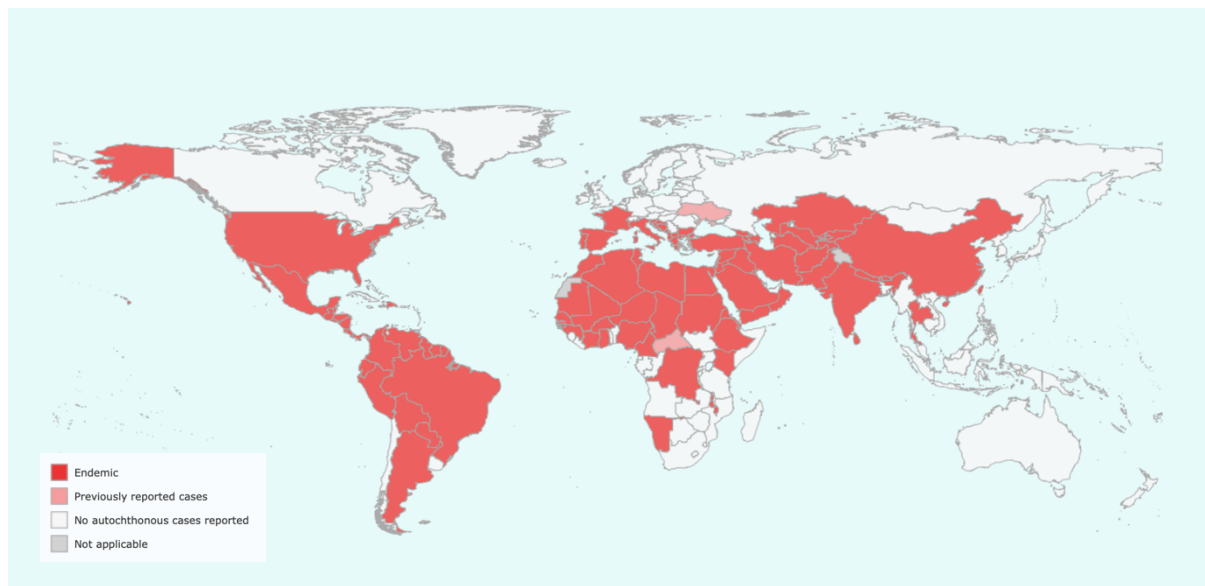 Endemic
Previously reported cases
No autochthonous cases reported
Not applicable